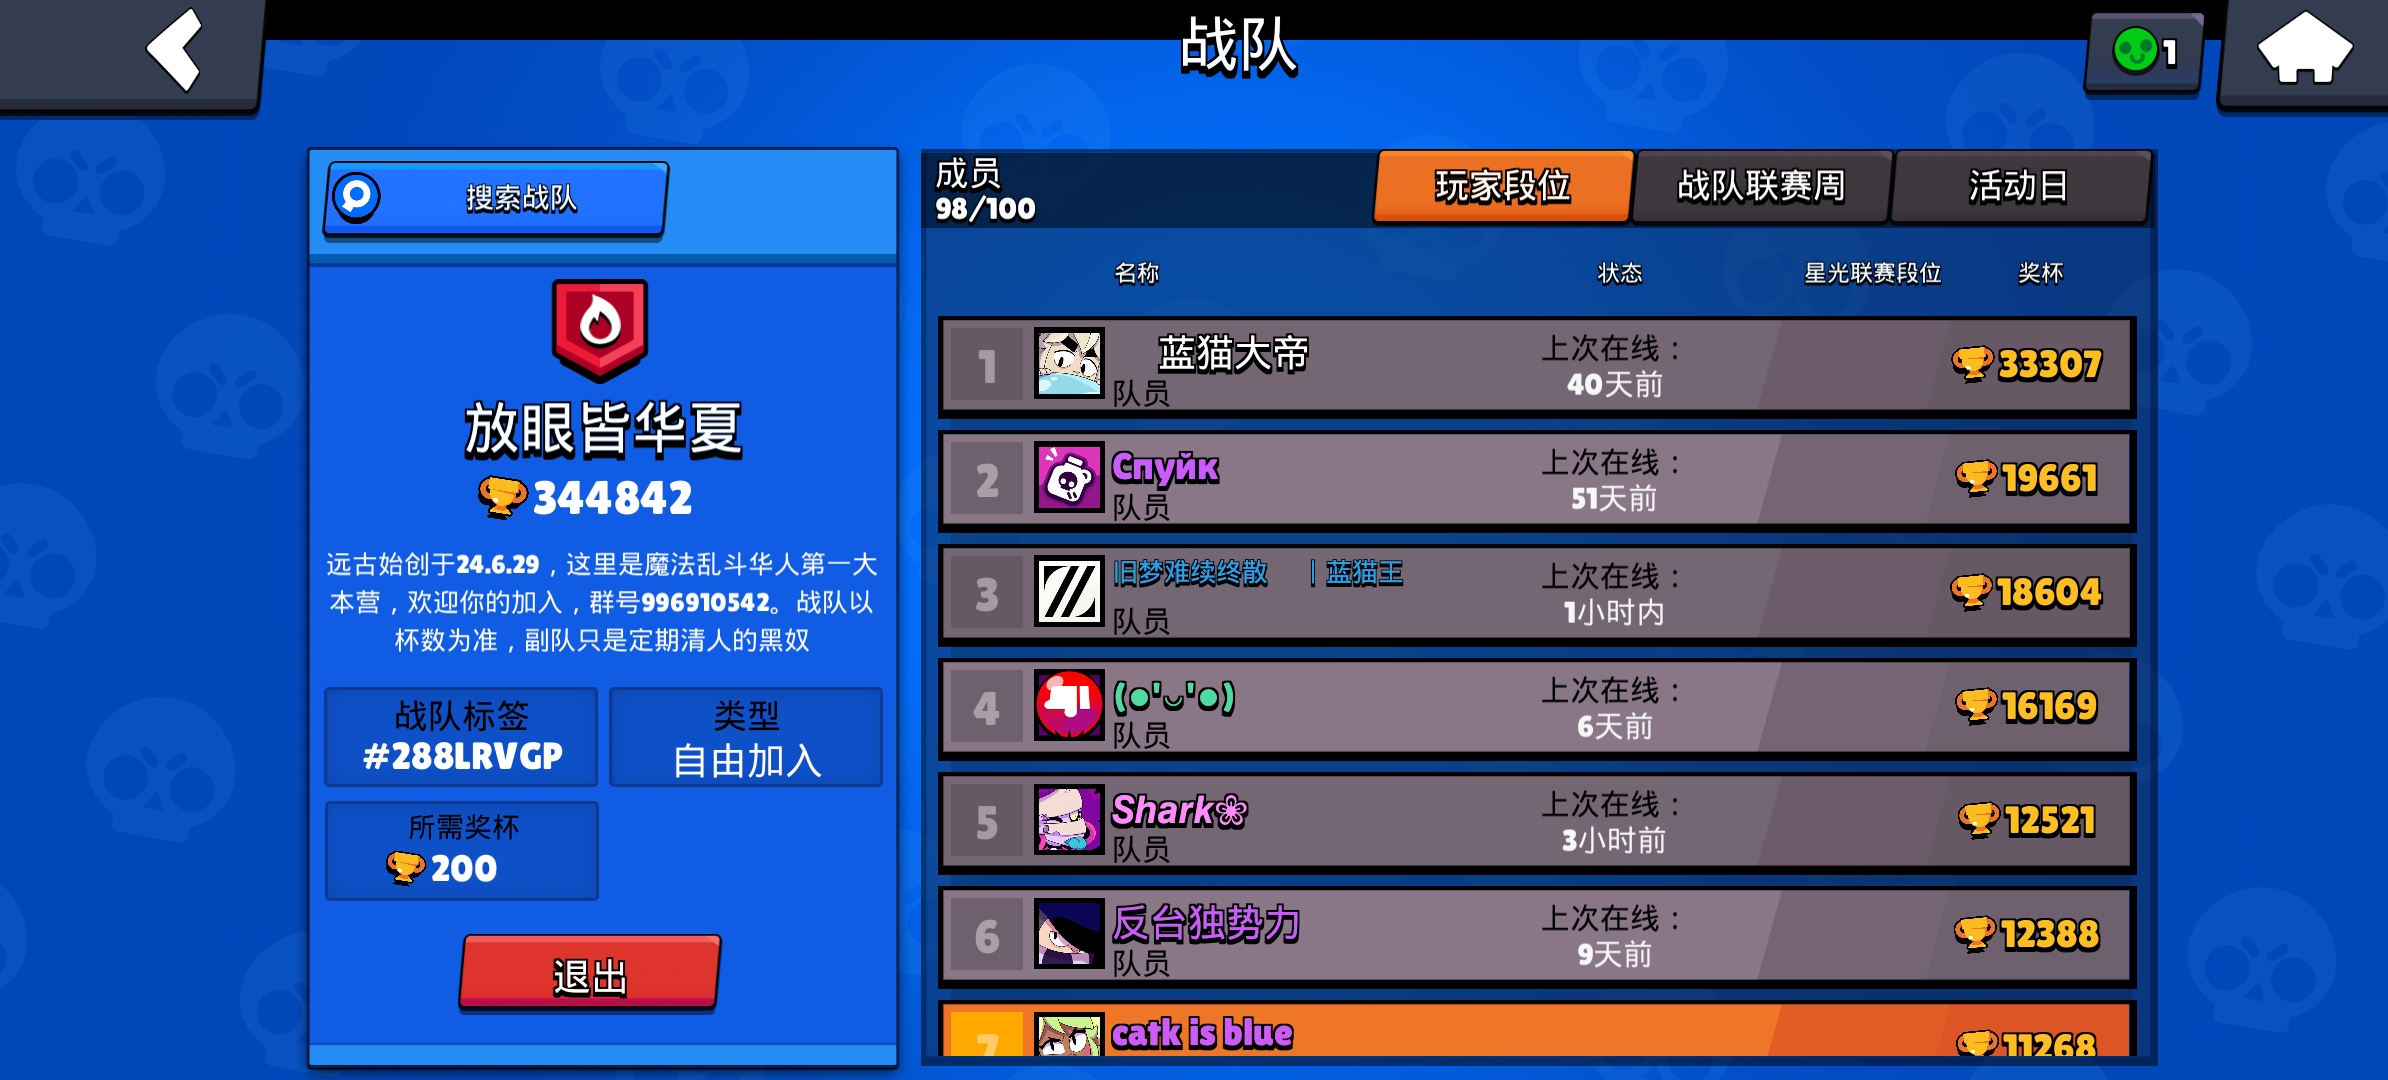 战队
1
搜索战队
放眼皆华夏
344842
远古始创于24.6.29，这里是魔法乱斗华人第一大
本营，欢迎你的加入，群号996910542。战队以
杯数为准，副队只是定期清人的黑奴
战队标签
#288LRVGP
类型
自由加入
所需奖杯
200
退出
成员
98/100
玩家段位
战队联赛周
活动日
名称
状态
星光联赛段位
奖杯
1
蓝猫大帝
队员
上次在线：
40天前
33307
2
Спуйк
队员
上次在线：
51天前
19661
3
旧梦难续终散 丨蓝猫王
队员
上次在线：
1小时内
18604
4
(●'◡'●)
队员
上次在线：
6天前
16169
5
Shark❀
队员
上次在线：
3小时前
12521
6
反台独势力
队员
上次在线：
9天前
12388
7
catk is blue
11268